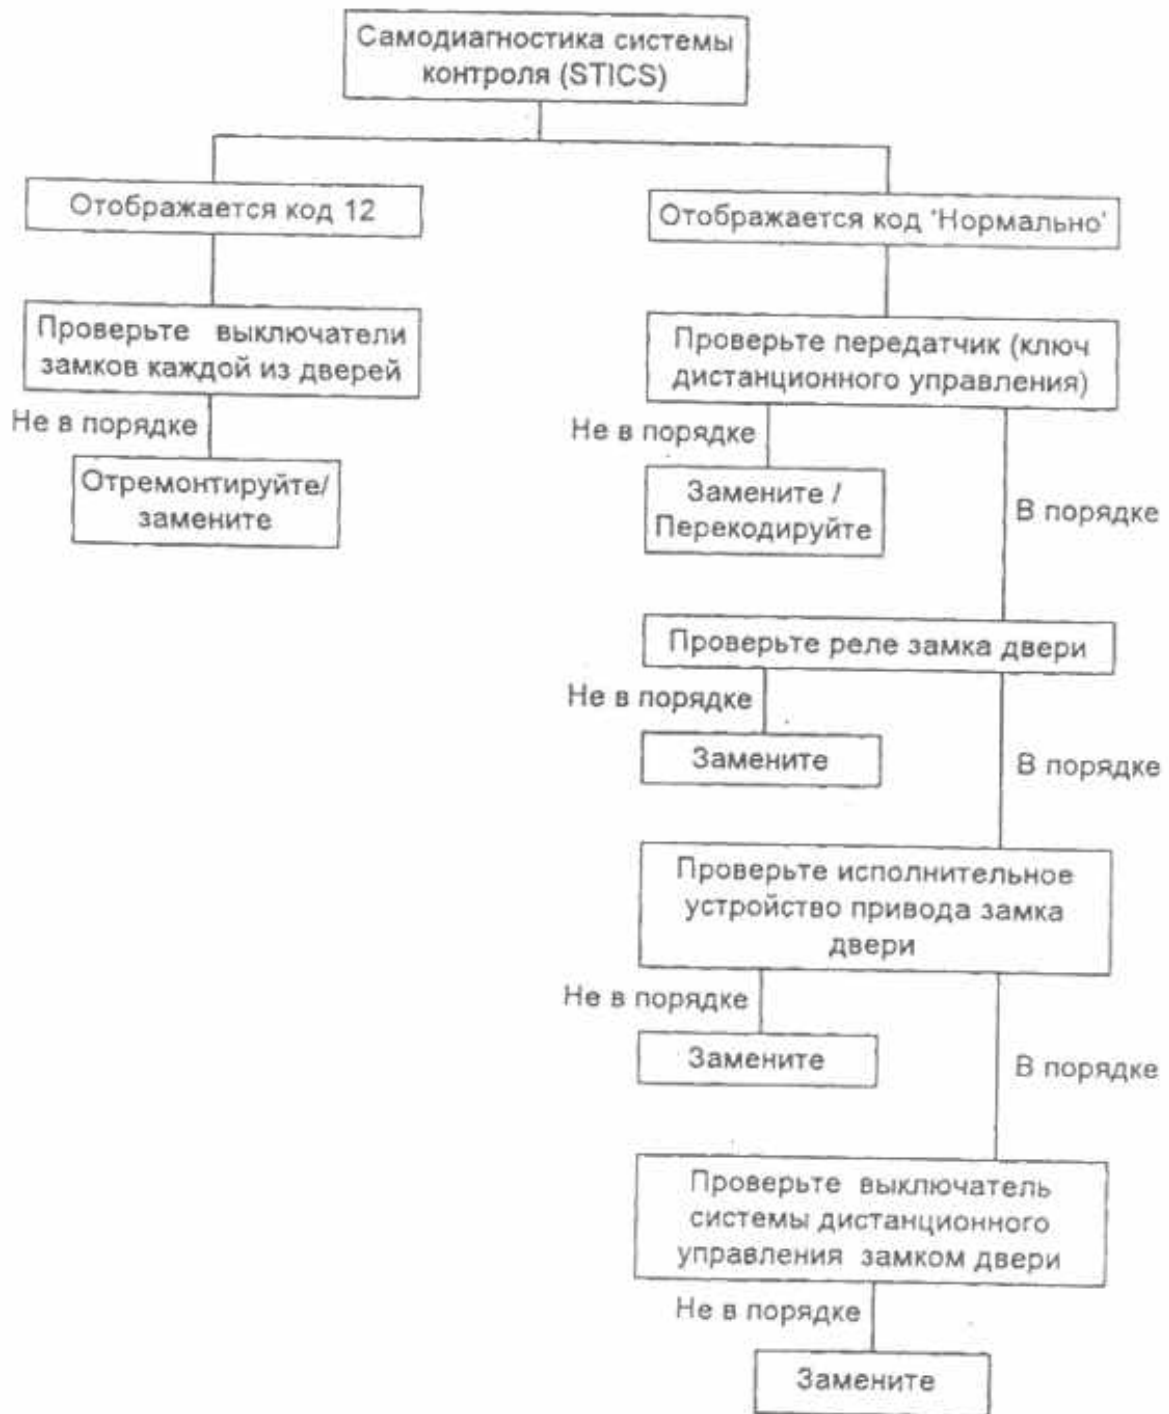 Самодиагностика системы
контроля (STICS)
Отображается код 12
Отображается код 'Нормально'
Проверьте выключатели
замков каждой из дверей
Проверьте передатчик (ключ
дистанционного управления)
Не в порядке
Не в порядке
Отремонтируйте/
замените
Замените /
Перекодируйте
В порядке
Проверьте реле замка двери
Не в порядке
Замените
В порядке
Проверьте исполнительное
устройство привода замка
двери
Не в порядке
Замените
В порядке
Проверьте выключатель
системы дистанционного
управления замком двери
Не в порядке
Замените